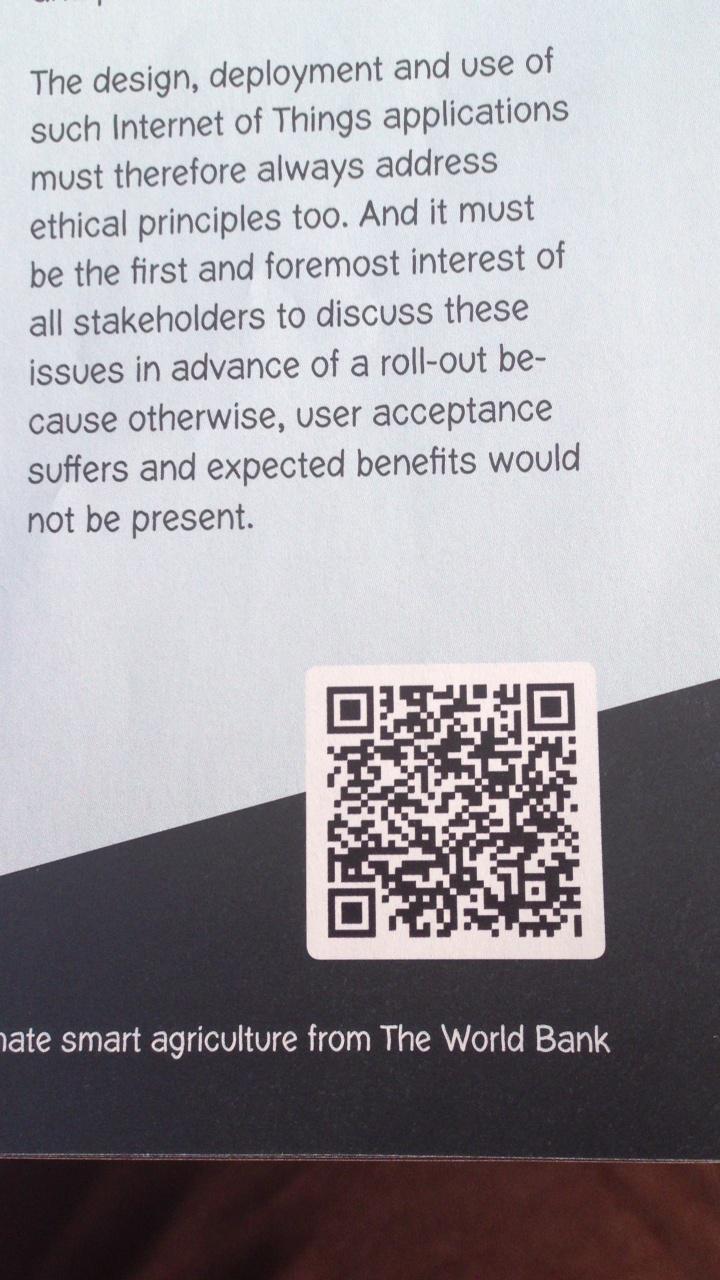 The design, deployment and use of
such Internet of Things applications
must therefore always address
ethical principles too. And it must
be the first and foremost interest of
all stakeholders to discuss these
issues in advance of a roll-out be-
cause otherwise, user acceptance
suffers and expected benefits would
not be present.
smart agriculture from The World Bank